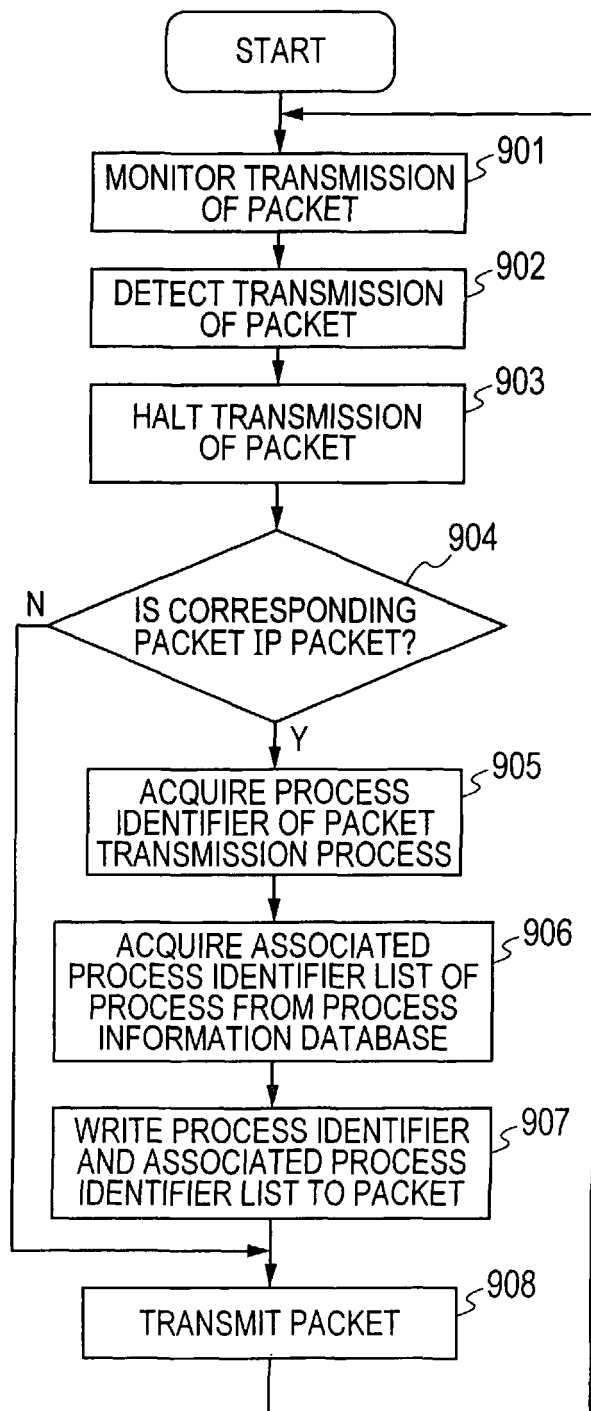 START
901
MONITOR TRANSMISSION
OF PACKET
902
DETECT TRANSMISSION
OF PACKET
903
HALT TRANSMISSION
OF PACKET
904
N
IS CORRESPONDING
PACKET IP PACKET?
Y
905
ACQUIRE PROCESS
IDENTIFIER OF PACKET
TRANSMISSION PROCESS
906
ACQUIRE ASSOCIATED
PROCESS IDENTIFIER LIST OF
PROCESS FROM PROCESS
INFORMATION DATABASE
907
WRITE PROCESS IDENTIFIER
AND ASSOCIATED PROCESS
IDENTIFIER LIST TO PACKET
908
TRANSMIT PACKET